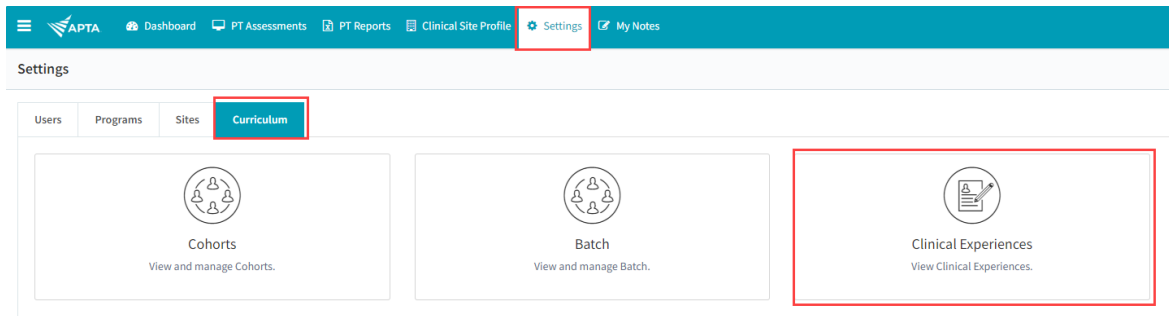 APTA Dashboard PT Assessments PT Reports Clinical Site Profile Settings My Notes
Settings
Users Programs Sites Curriculum
Cohorts Batch Clinical Experiences
View and manage Cohorts. View and manage Batch. View Clinical Experiences.